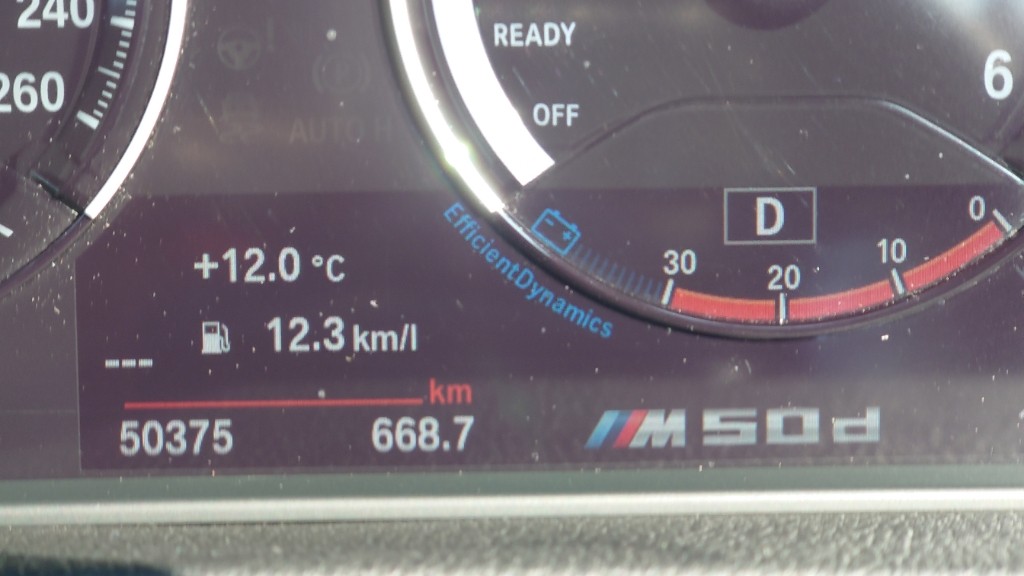 240
260
READY
OFF
6
AUTO H
EfficientDynamics
D
30
20
10
0
+12.0 °C
12.3 km/l
---
km
50375
668.7
M50d